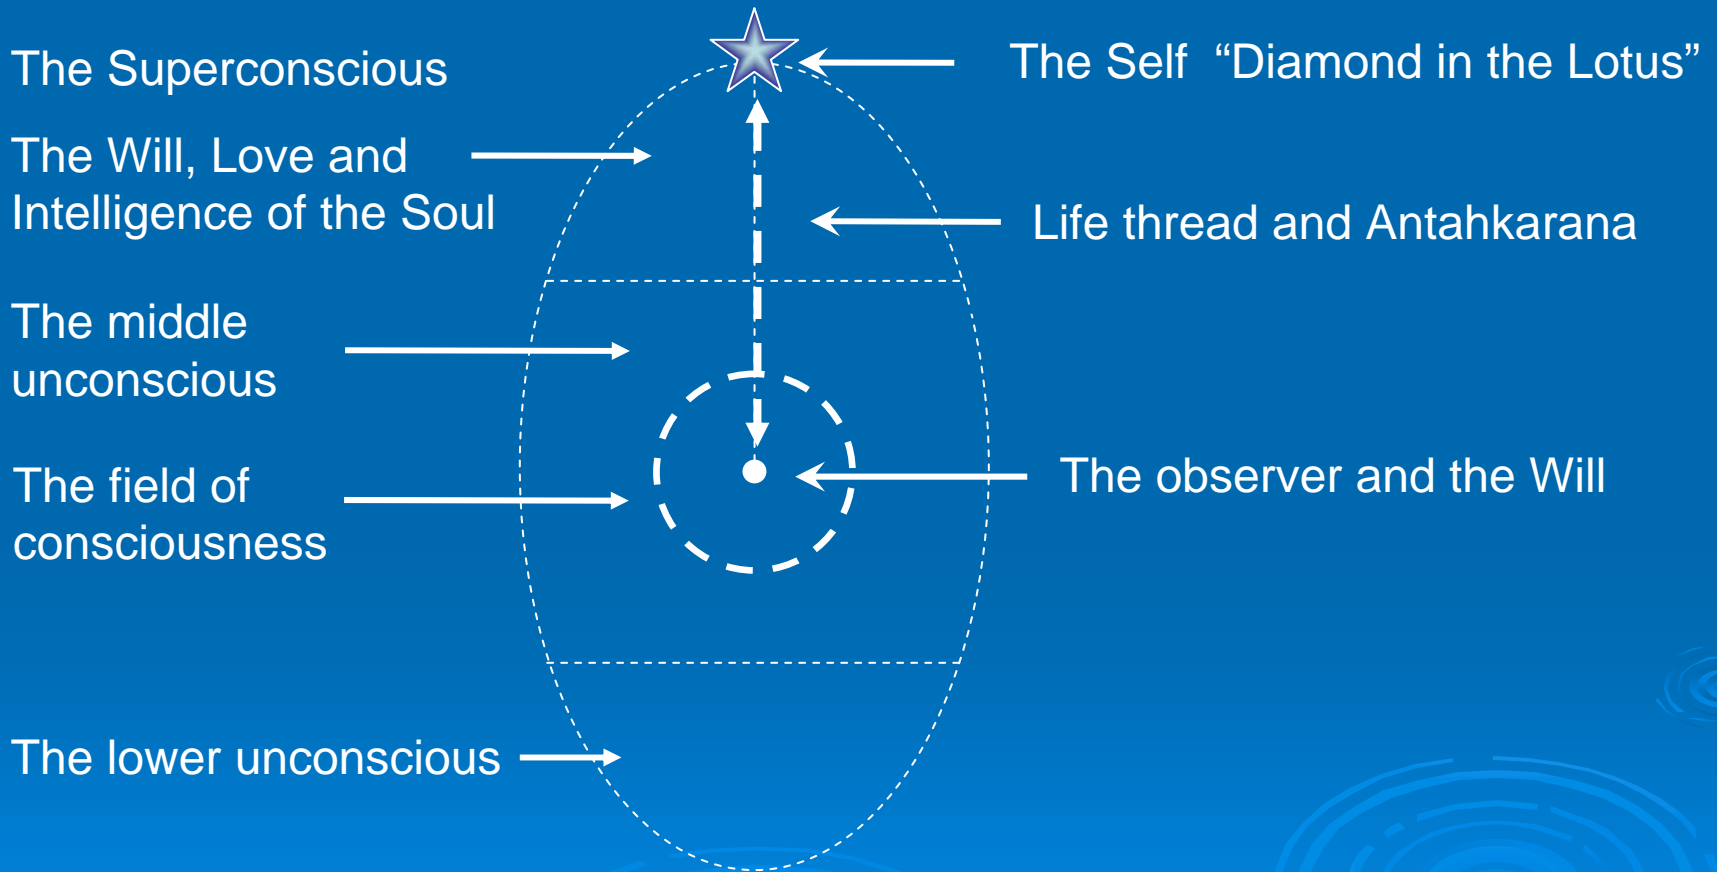 The Superconscious
The Will, Love and
Intelligence of the Soul
The middle
unconscious
The field of
consciousness
The lower unconscious
The Self “Diamond in the Lotus”
Life thread and Antahkarana
The observer and the Will